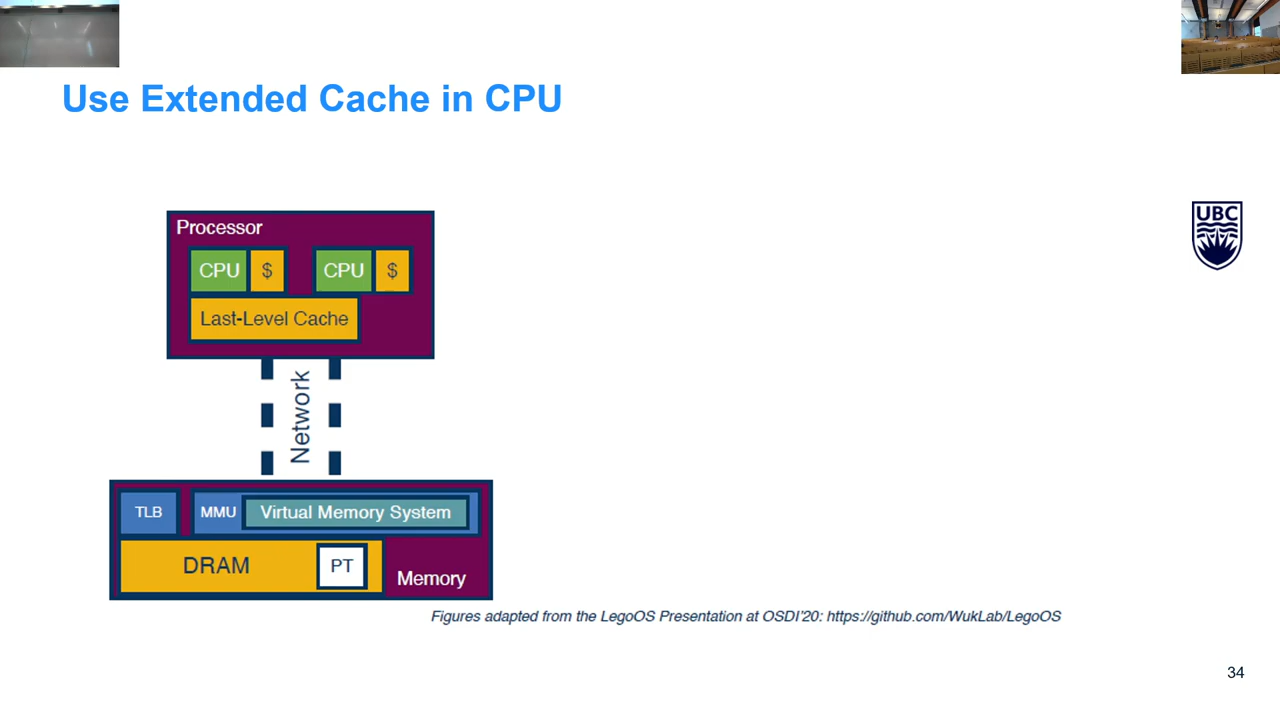 Use Extended Cache in CPU
UBC
Processor
CPU $ CPU $
Last-Level Cache
Network
TLB MMU Virtual Memory System
DRAM PT Memory
Figures adapted from the LegoOS Presentation at OSDI'20: https://github.com/WukLab/LegoOS
34